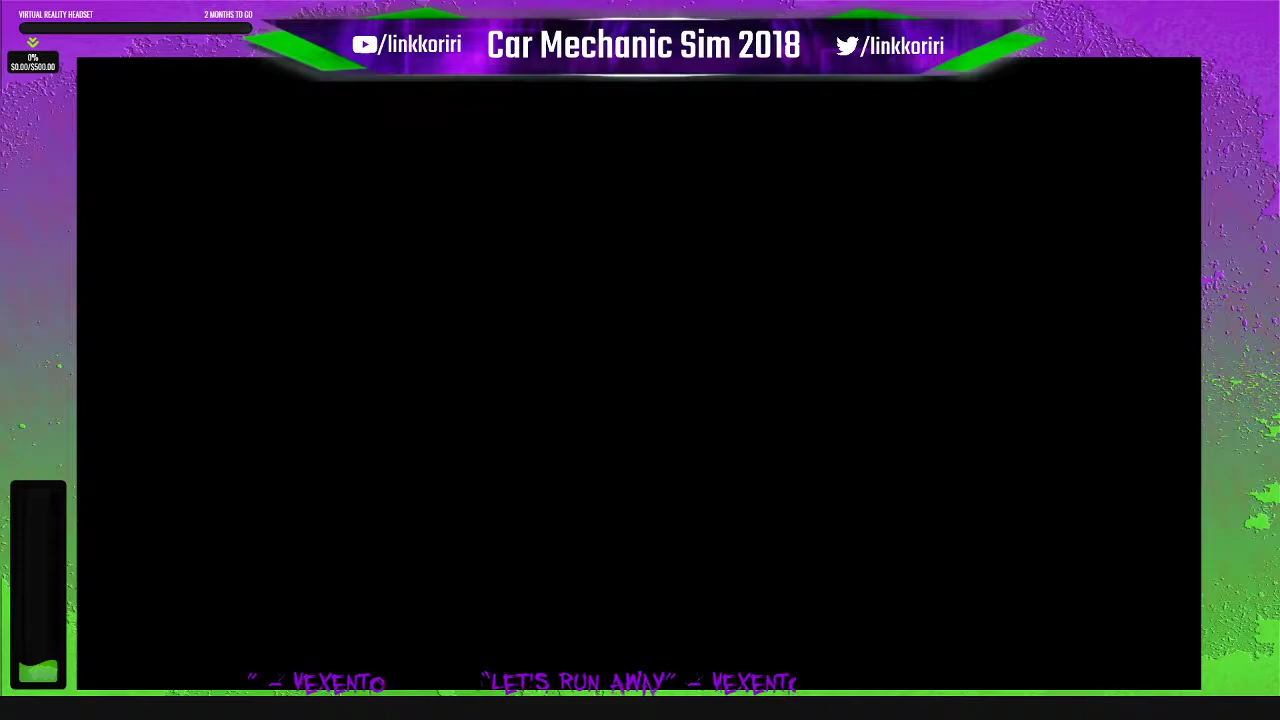 VIRTUAL REALITY HEADSET 2 MONTHS TO GO
0%
$0.00/$500.00
/linkkoriri Car Mechanic Sim 2018 /linkkoriri
" - VEXENTO "LET'S RUN AWAY" - VEXENTO